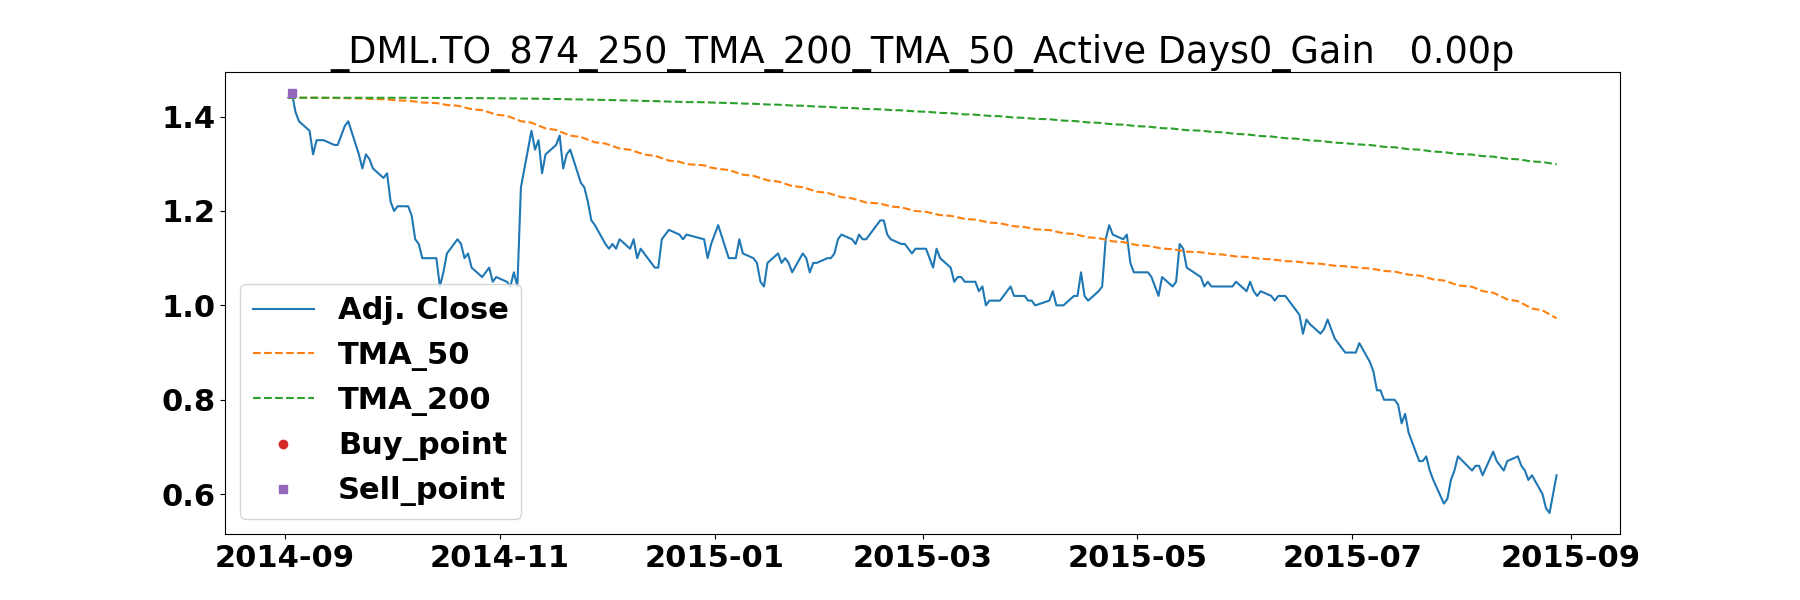 _DML.TO_874_250_TMA_200_TMA_50_Active Days0_Gain   0.00p
1.4
1.2
1.0
0.8
0.6
Adj. Close
TMA_50
TMA_200
Buy_point
Sell_point
2014-09 2014-11 2015-01 2015-03 2015-05 2015-07 2015-09